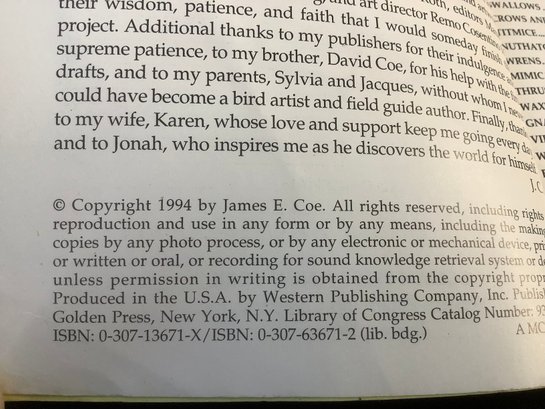 their wisdom, patience, and faith that I would someday finish
project. Additional thanks to my publishers for their indulgence
supreme patience, to my brother, David Coe, for his help with the
drafts, and to my parents, Sylvia and Jacques, without whom I
could have become a bird artist and field guide author. Finally,
to my wife, Karen, whose love and support keep me going every
and to Jonah, who inspires me as he discovers the world for himself.
J.C
© Copyright 1994 by James E. Coe. All rights reserved, including rights
reproduction and use in any form or by any means, including the making
copies by any photo process, or by any electronic or mechanical device,
or written or oral, or recording for sound knowledge retrieval system or
unless permission in writing is obtained from the copyright
Produced in the U.S.A. by Western Publishing Company, Inc.
Golden Press, New York, N.Y. Library of Congress Catalog Number: 93
ISBN: 0-307-13671-X/ISBN: 0-307-63671-2 (lib. bdg.)
SWALLOWS
CROWS
TITMICE
WRENS
MIMIC